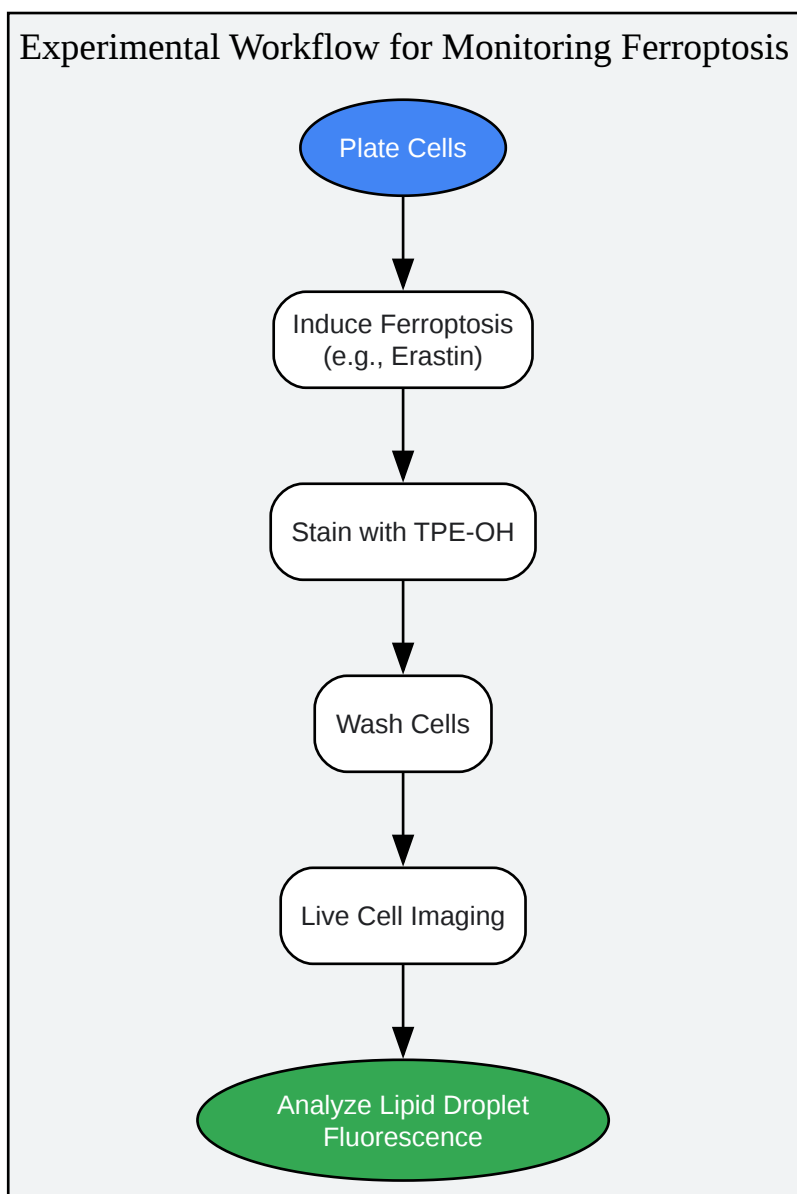 Experimental Workflow for Monitoring Ferroptosis
Plate Cells
Induce Ferroptosis
(e.g., Erastin)
Stain with TPE-OH
Wash Cells
Live Cell Imaging
Analyze Lipid Droplet
Fluorescence